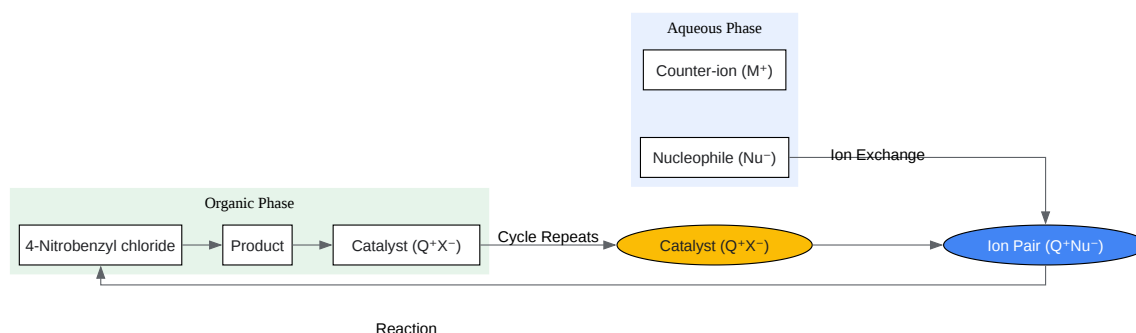 Aqueous Phase
Counter-ion (M⁺)
Nucleophile (Nu⁻)
Ion Exchange
Organic Phase
4-Nitrobenzyl chloride
Product
Catalyst (Q⁺X⁻)
Cycle Repeats
Catalyst (Q⁺X⁻)
Ion Pair (Q⁺Nu⁻)
Reaction